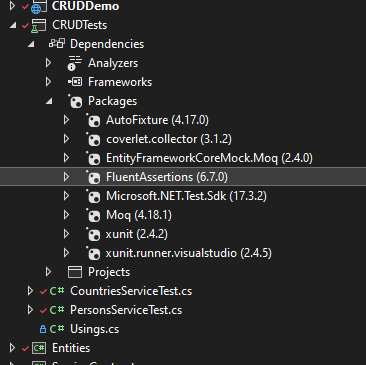 CRUDDemo
CRUDTests
Dependencies
Analyzers
Frameworks
Packages
AutoFixture (4.17.0)
coverlet.collector (3.1.2)
EntityFrameworkCoreMock.Moq (2.4.0)
FluentAssertions (6.7.0)
Microsoft.NET.Test.Sdk (17.3.2)
Moq (4.18.1)
xunit (2.4.2)
xunit.runner.visualstudio (2.4.5)
Projects
C# CountriesServiceTest.cs
C# PersonsServiceTest.cs
C# Usings.cs
Entities